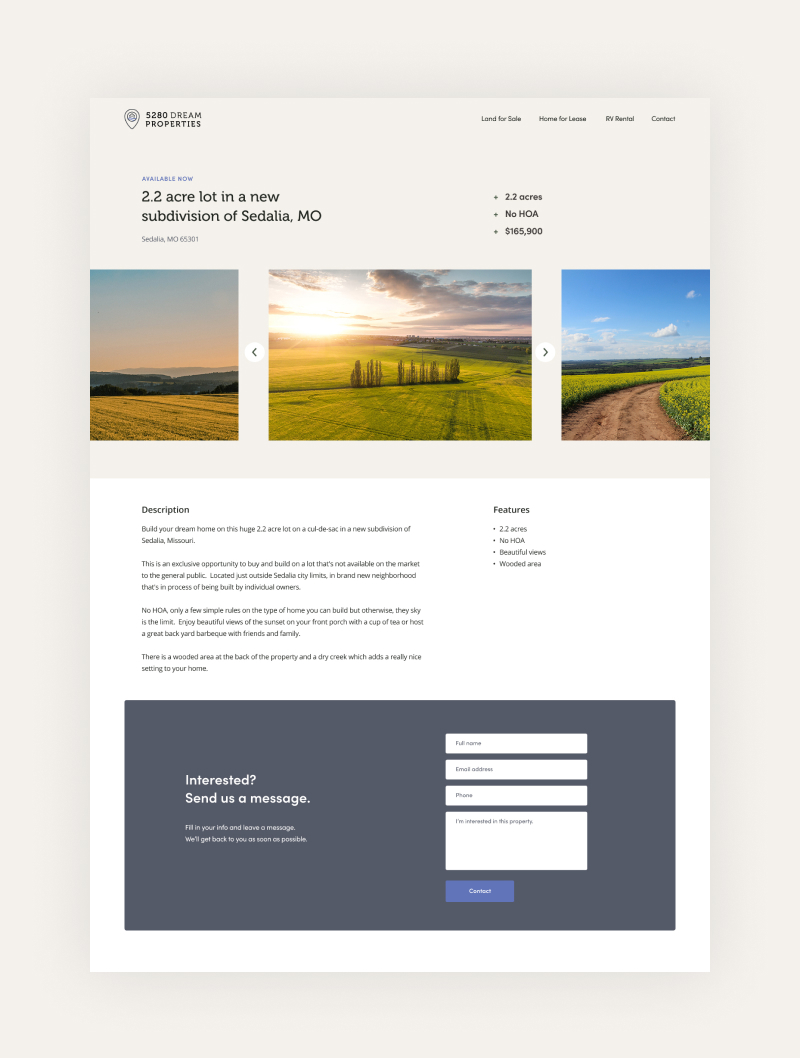 5280 DREAM
PROPERTIES
Land for Sale
Home for Lease
RV Rental
Contact
AVAILABLE NOW
2.2 acre lot in a new
subdivision of Sedalia, MO
Sedalia, MO 65301
+ 2.2 acres
+ No HOA
+ $165,900
Description
Build your dream home on this huge 2.2 acre lot on a cul-de-sac in a new subdivision of
Sedalia, Missouri.
This is an exclusive opportunity to buy and build on a lot that's not available on the market
to the general public.  Located just outside Sedalia city limits, in brand new neighborhood
that's in process of being built by individual owners.
No HOA, only a few simple rules on the type of home you can build but otherwise, they sky
is the limit.  Enjoy beautiful views of the sunset on your front porch with a cup of tea or host
a great back yard barbeque with friends and family.
There is a wooded area at the back of the property and a dry creek which adds a really nice
setting to your home.
Features
• 2.2 acres
• No HOA
• Beautiful views
• Wooded area
Interested?
Send us a message.
Fill in your info and leave a message.
We'll get back to you as soon as possible.
Full name
Email address
Phone
I'm interested in this property.
Contact